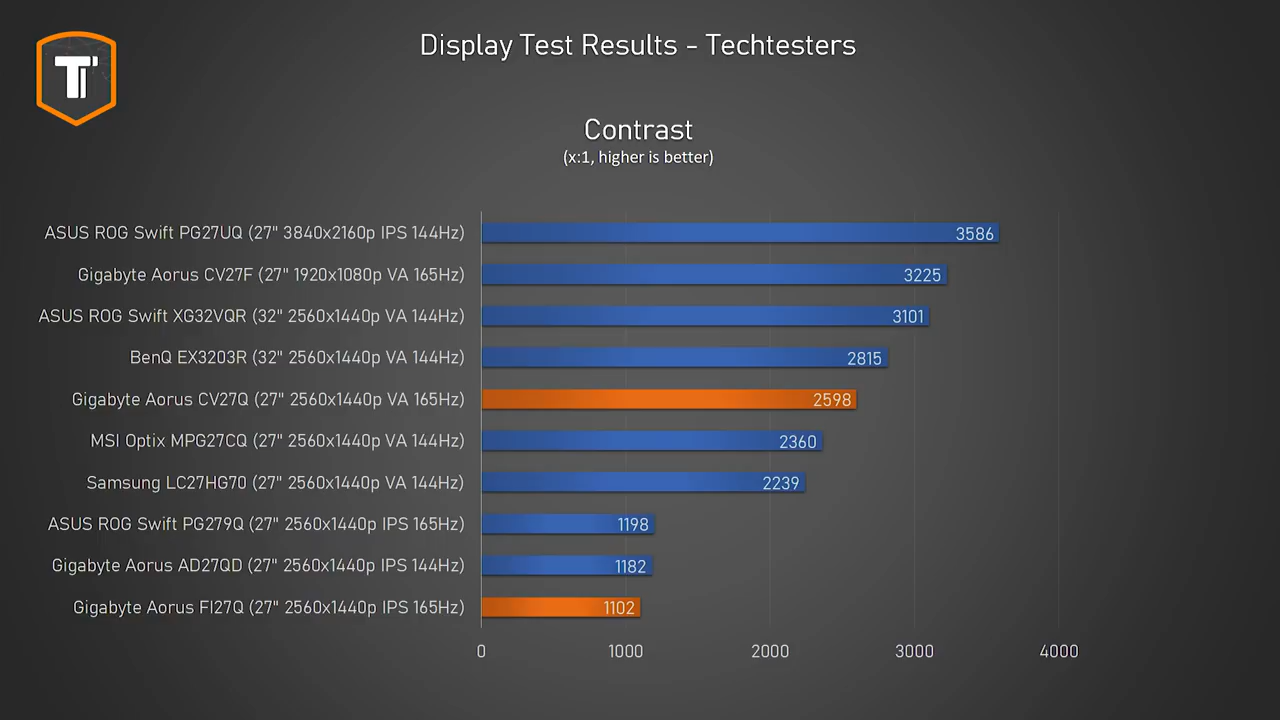 Display Test Results - Techtesters
Contrast
(x:1, higher is better)
ASUS ROG Swift PG27UQ (27" 3840x2160p IPS 144Hz) 3586
Gigabyte Aorus CV27F (27" 1920x1080p VA 165Hz) 3225
ASUS ROG Swift XG32VQR (32" 2560x1440p VA 144Hz) 3101
BenQ EX3203R (32" 2560x1440p VA 144Hz) 2815
Gigabyte Aorus CV27Q (27" 2560x1440p VA 165Hz) 2598
MSI Optix MPG27CQ (27" 2560x1440p VA 144Hz) 2360
Samsung LC27HG70 (27" 2560x1440p VA 144Hz) 2239
ASUS ROG Swift PG279Q (27" 2560x1440p IPS 165Hz) 1198
Gigabyte Aorus AD27QD (27" 2560x1440p IPS 144Hz) 1182
Gigabyte Aorus FI27Q (27" 2560x1440p IPS 165Hz) 1102
0 1000 2000 3000 4000